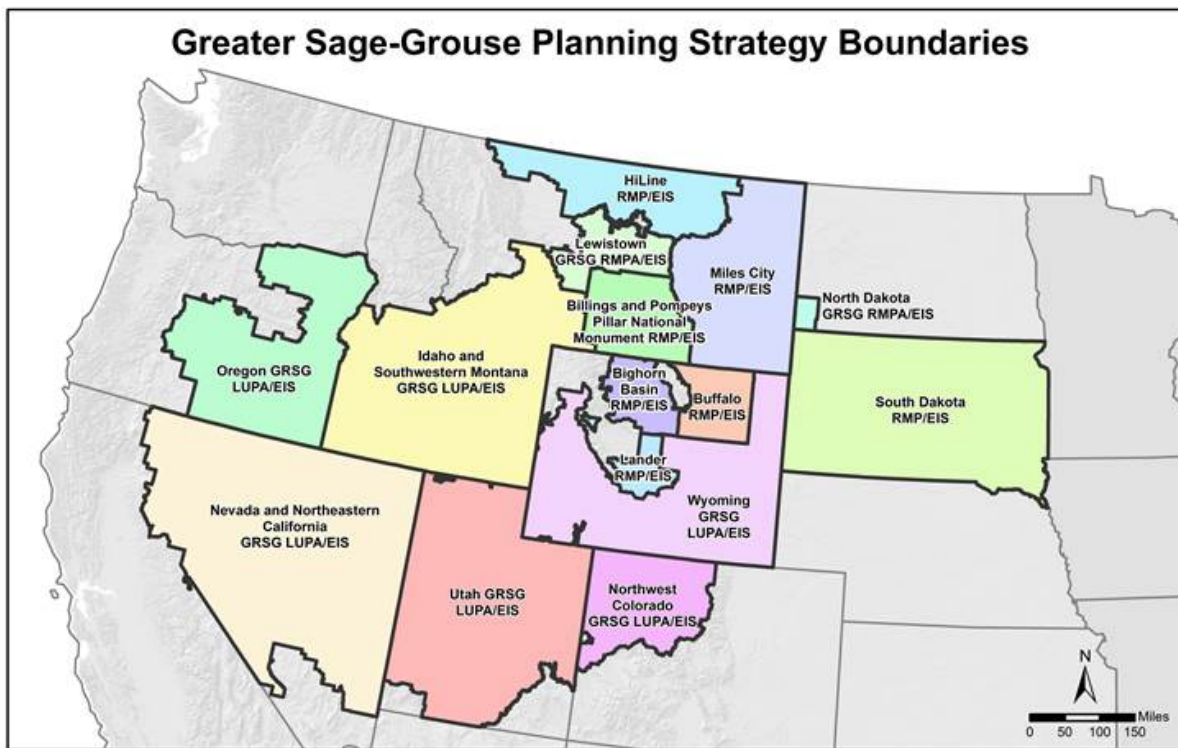 Greater Sage-Grouse Planning Strategy Boundaries
HiLine
RMP/EIS
Lewistown
GRSG RMPA/EIS
Miles City
RMP/EIS
North Dakota
GRSG RMPA/EIS
Billings and Pompeys
Pillar National
Monument RMP/EIS
Oregon GRSG
LUPA/EIS
Idaho and
Southwestern Montana
GRSG LUPA/EIS
Bighorn
Basin
RMP/EIS
Buffalo
RMP/EIS
South Dakota
RMP/EIS
Lander
RMP/EIS
Wyoming
GRSG
LUPA/EIS
Nevada and Northeastern
California
GRSG LUPA/EIS
Utah GRSG
LUPA/EIS
Northwest
Colorado
GRSG LUPA/EIS
N
Miles
0 50 100 150